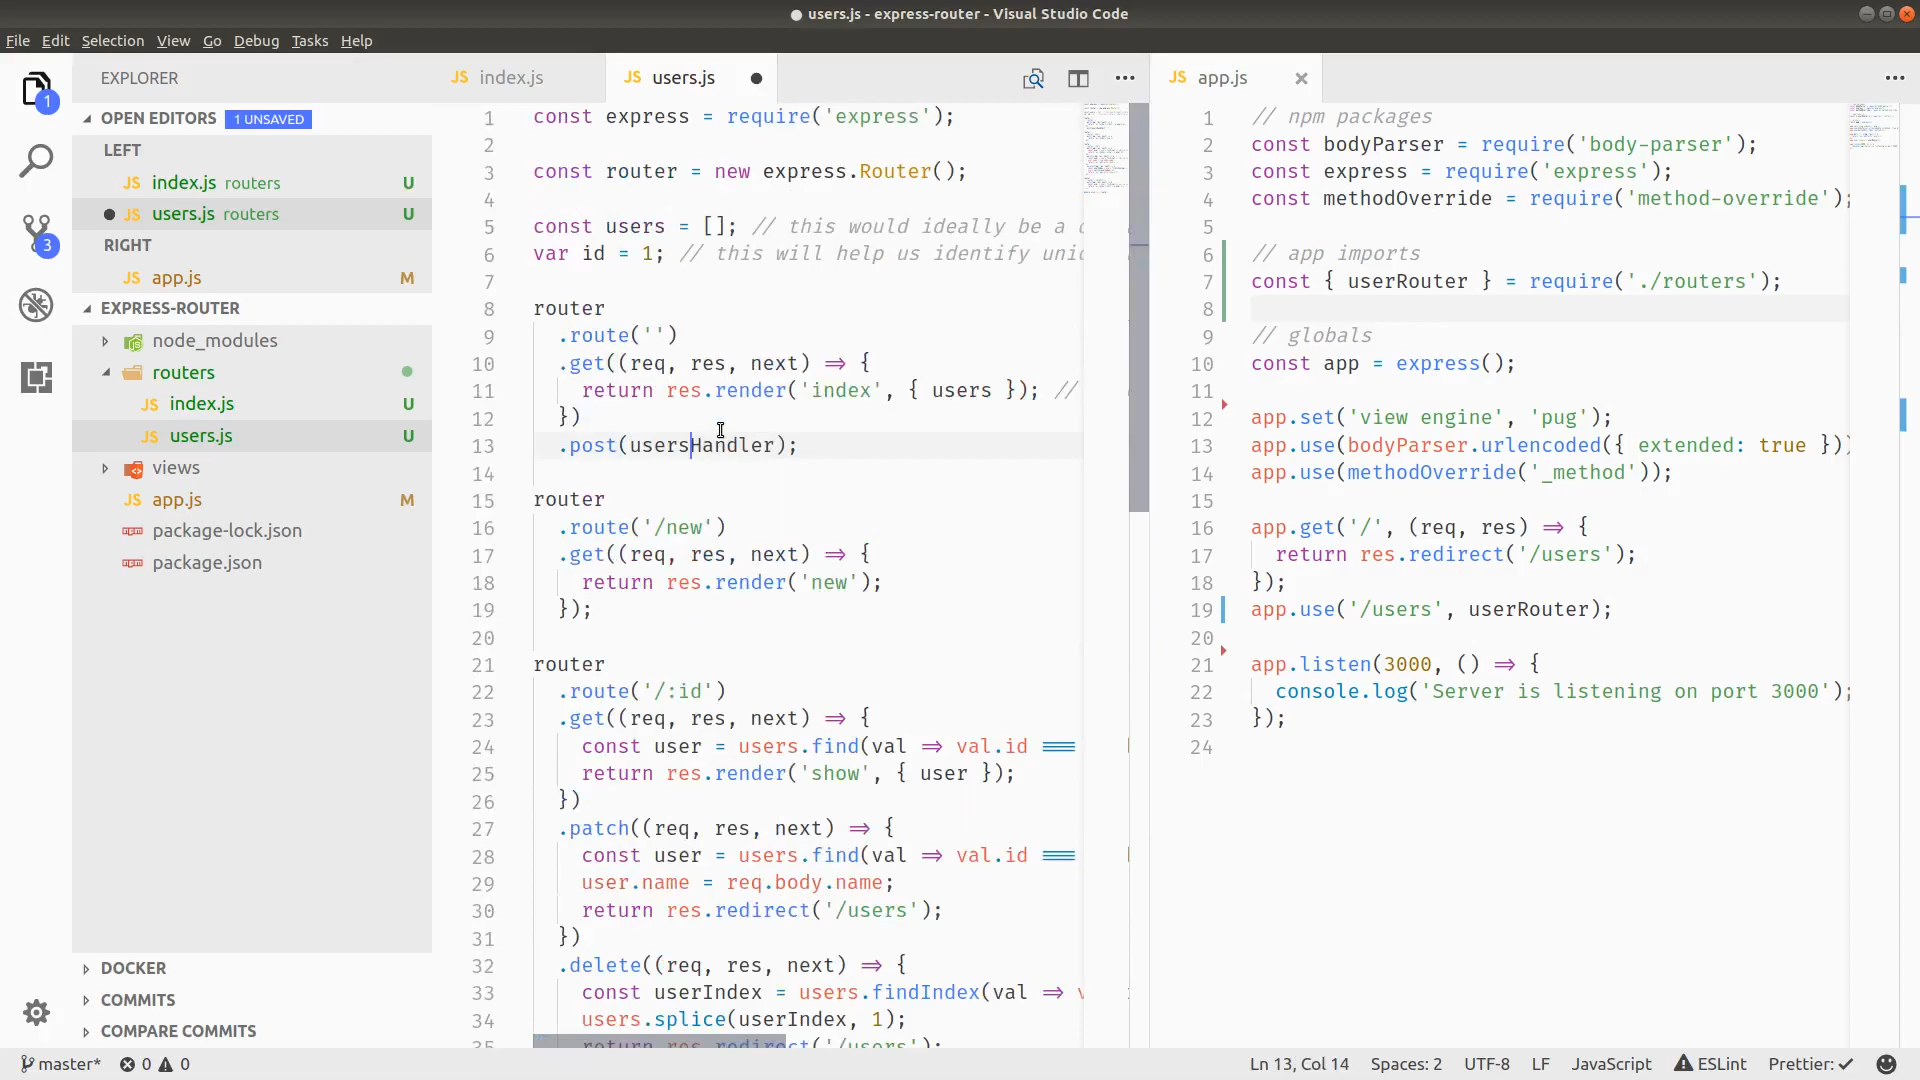 users.js - express-router - Visual Studio Code
File Edit Selection View Go Debug Tasks Help
1
3
EXPLORER
OPEN EDITORS 1 UNSAVED
LEFT
JS index.js routers U
JS users.js routers U
RIGHT
JS app.js M
EXPRESS-ROUTER
node_modules
routers
JS index.js U
JS users.js U
views
JS app.js M
package-lock.json
package.json
DOCKER
COMMITS
COMPARE COMMITS
JS index.js
JS users.js
1 const express = require('express');
2
3 const router = new express.Router();
4
5 const users = []; // this would ideally be a
6 var id = 1; // this will help us identify
7
8 router
9 .route('')
10 .get((req, res, next) => {
11 return res.render('index', { users }); //
12 })
13 .post(usersHandler);
14
15 router
16 .route('/new')
17 .get((req, res, next) => {
18 return res.render('new');
19 });
20
21 router
22 .route('/:id')
23 .get((req, res, next) => {
24 const user = users.find(val => val.id ===
25 return res.render('show', { user });
26 })
27 .patch((req, res, next) => {
28 const user = users.find(val => val.id ===
29 user.name = req.body.name;
30 return res.redirect('/users');
31 })
32 .delete((req, res, next) => {
33 const userIndex = users.findIndex(val =>
34 users.splice(userIndex, 1);
35 return res.redirect('/users');
JS app.js
1 // npm packages
2 const bodyParser = require('body-parser');
3 const express = require('express');
4 const methodOverride = require('method-override');
5
6 // app imports
7 const { userRouter } = require('./routers');
8
9 // globals
10 const app = express();
11
12 app.set('view engine', 'pug');
13 app.use(bodyParser.urlencoded({ extended: true }))
14 app.use(methodOverride('_method'));
15
16 app.get('/', (req, res) => {
17 return res.redirect('/users');
18 });
19 app.use('/users', userRouter);
20
21 app.listen(3000, () => {
22 console.log('Server is listening on port 3000');
23 });
24
master* 0 0 Ln 13, Col 14 Spaces: 2 UTF-8 LF JavaScript ESLint Prettier: ✓